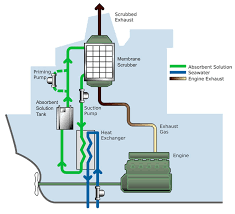 Scrubbed
Exhaust
Priming
Pump
Membrane
Scrubber
Absorbent Solution
Seawater
Engine Exhaust
Absorbent
Solution
Tank
Suction
Pump
Heat
Exchanger
Exhaust
Gas
Engine